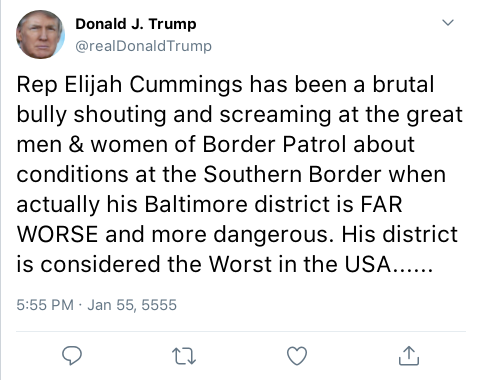 Donald J. Trump
@realDonaldTrump
Rep Elijah Cummings has been a brutal
bully shouting and screaming at the great
men & women of Border Patrol about
conditions at the Southern Border when
actually his Baltimore district is FAR
WORSE and more dangerous. His district
is considered the Worst in the USA......
5:55 PM · Jan 55, 5555